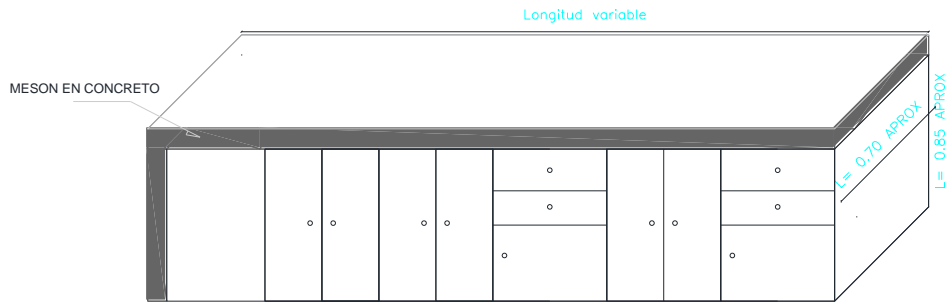 Longitud variable
MESON EN CONCRETO
L= 0.70 APROX
L= 0.85 APROX